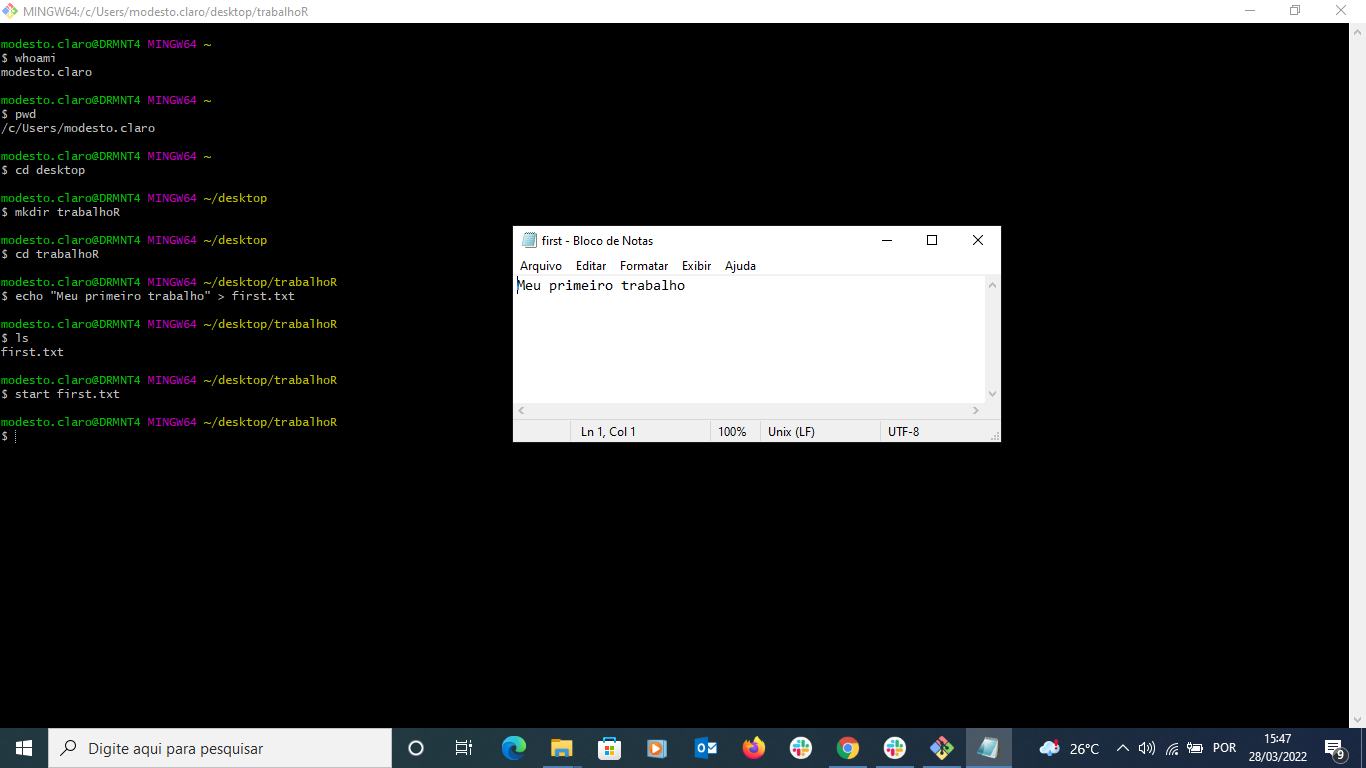 MINGW64:/c/Users/modesto.claro/desktop/trabalhoR
modesto.claro@DRMNT4 MINGW64 ~
$ whoami
modesto.claro
modesto.claro@DRMNT4 MINGW64 ~
$ pwd
/c/Users/modesto.claro
modesto.claro@DRMNT4 MINGW64 ~
$ cd desktop
modesto.claro@DRMNT4 MINGW64 ~/desktop
$ mkdir trabalhoR
modesto.claro@DRMNT4 MINGW64 ~/desktop
$ cd trabalhoR
modesto.claro@DRMNT4 MINGW64 ~/desktop/trabalhoR
$ echo "Meu primeiro trabalho" > first.txt
modesto.claro@DRMNT4 MINGW64 ~/desktop/trabalhoR
$ ls
first.txt
modesto.claro@DRMNT4 MINGW64 ~/desktop/trabalhoR
$ start first.txt
modesto.claro@DRMNT4 MINGW64 ~/desktop/trabalhoR
$
first - Bloco de Notas
Arquivo Editar Formatar Exibir Ajuda
Meu primeiro trabalho
Ln 1, Col 1 100% Unix (LF) UTF-8
Digite aqui para pesquisar
26°C POR
15:47
28/03/2022
9